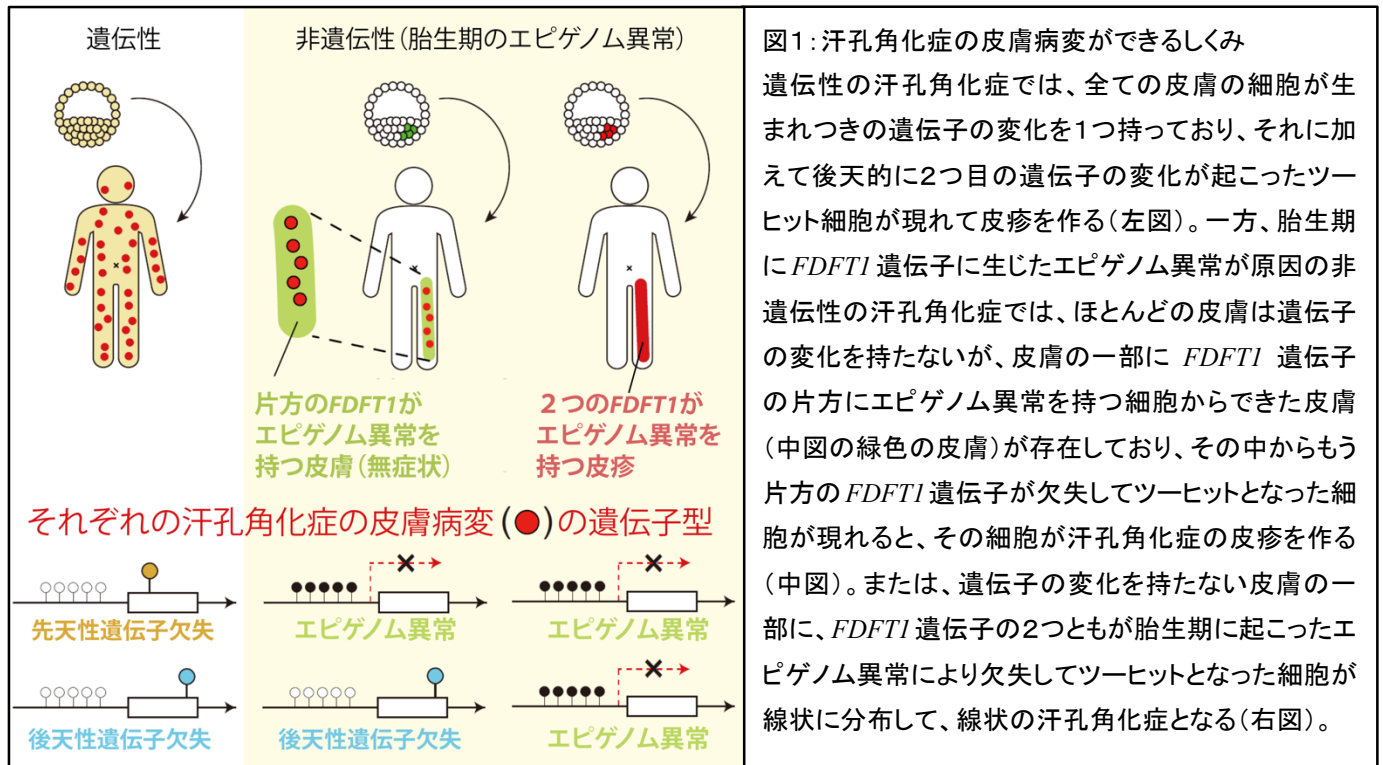 遺伝性
非遺伝性（胎生期のエピゲノム異常）
片方のFDFT1が
エピゲノム異常を
持つ皮膚（無症状）
２つのFDFT1が
エピゲノム異常を
持つ皮疹
それぞれの汗孔角化症の皮膚病変（●）の遺伝子型
先天性遺伝子欠失
エピゲノム異常
エピゲノム異常
後天性遺伝子欠失
後天性遺伝子欠失
エピゲノム異常
図１：汗孔角化症の皮膚病変ができるしくみ
遺伝性の汗孔角化症では、全ての皮膚の細胞が生
まれつきの遺伝子の変化を１つ持っており、それに加
えて後天的に２つ目の遺伝子の変化が起こったツー
ヒット細胞が現れて皮疹を作る（左図）。一方、胎生期
にFDFT1遺伝子に生じたエピゲノム異常が原因の非
遺伝性の汗孔角化症では、ほとんどの皮膚は遺伝子
の変化を持たないが、皮膚の一部に FDFT1 遺伝子
の片方にエピゲノム異常を持つ細胞からできた皮膚
（中図の緑色の皮膚）が存在しており、その中からもう
片方のFDFT1遺伝子が欠失してツーヒットとなった細
胞が現れると、その細胞が汗孔角化症の皮疹を作る
（中図）。または、遺伝子の変化を持たない皮膚の一
部に、FDFT1遺伝子の２つともが胎生期に起こったエ
ピゲノム異常により欠失してツーヒットとなった細胞が
線状に分布して、線状の汗孔角化症となる（右図）。